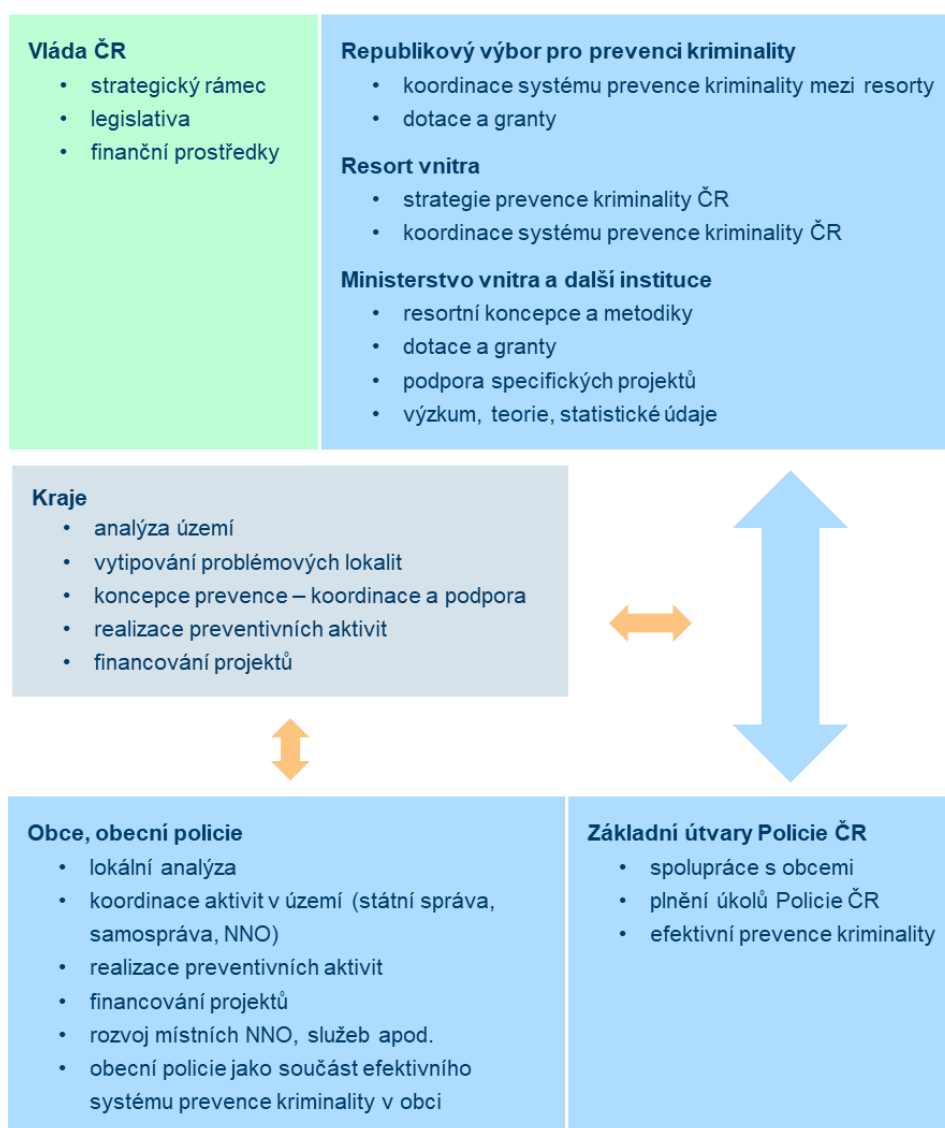 Vláda ČR
• strategický rámec
• legislativa
• finanční prostředky
Republikový výbor pro prevenci kriminality
• koordinace systému prevence kriminality mezi resorty
• dotace a granty
Resort vnitra
• strategie prevence kriminality ČR
• koordinace systému prevence kriminality ČR
Ministerstvo vnitra a další instituce
• resortní koncepce a metodiky
• dotace a granty
• podpora specifických projektů
• výzkum, teorie, statistické údaje
Kraje
• analýza území
• vytipování problémových lokalit
• koncepce prevence – koordinace a podpora
• realizace preventivních aktivit
• financování projektů
Obce, obecní policie
• lokální analýza
• koordinace aktivit v území (státní správa,
samospráva, NNO)
• realizace preventivních aktivit
• financování projektů
• rozvoj místních NNO, služeb apod.
• obecní policie jako součást efektivního
systému prevence kriminality v obci
Základní útvary Policie ČR
• spolupráce s obcemi
• plnění úkolů Policie ČR
• efektivní prevence kriminality